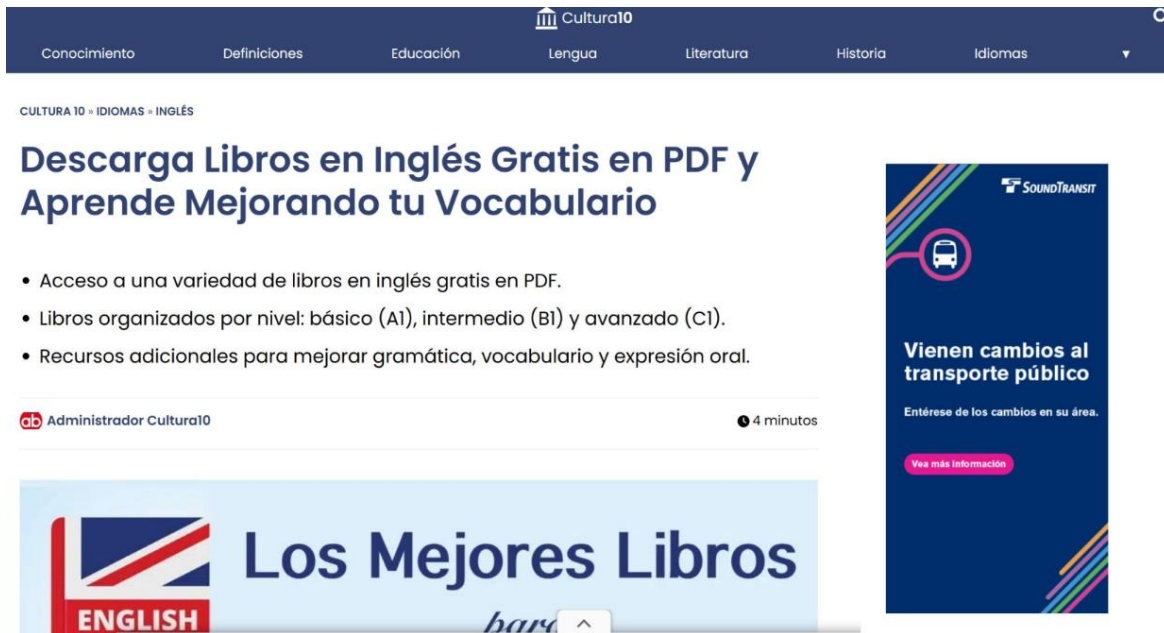 Cultura10
Conocimiento Definiciones Educación Lengua Literatura Historia Idiomas
CULTURA 10 » IDIOMAS » INGLÉS
Descarga Libros en Inglés Gratis en PDF y
Aprende Mejorando tu Vocabulario
• Acceso a una variedad de libros en inglés gratis en PDF.
• Libros organizados por nivel: básico (A1), intermedio (B1) y avanzado (C1).
• Recursos adicionales para mejorar gramática, vocabulario y expresión oral.
ab Administrador Cultura10 4 minutos
Los Mejores Libros
para
ENGLISH
SOUNDTRANSIT
Vienen cambios al
transporte público
Entérese de los cambios en su área.
Vea más información